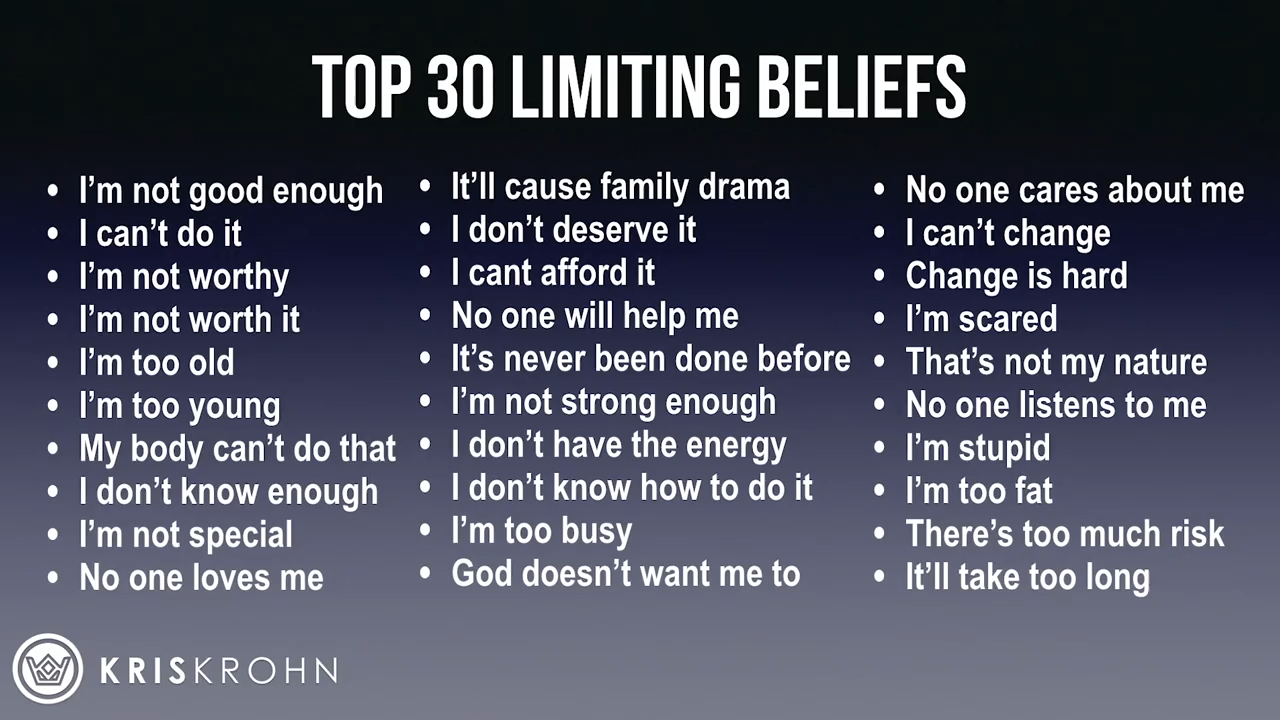 TOP 30 LIMITING BELIEFS
• I'm not good enough
• I can't do it
• I'm not worthy
• I'm not worth it
• I'm too old
• I'm too young
• My body can't do that
• I don't know enough
• I'm not special
• No one loves me
• It'll cause family drama
• I don't deserve it
• I cant afford it
• No one will help me
• It's never been done before
• I'm not strong enough
• I don't have the energy
• I don't know how to do it
• I'm too busy
• God doesn't want me to
• No one cares about me
• I can't change
• Change is hard
• I'm scared
• That's not my nature
• No one listens to me
• I'm stupid
• I'm too fat
• There's too much risk
• It'll take too long
KRISKROHN